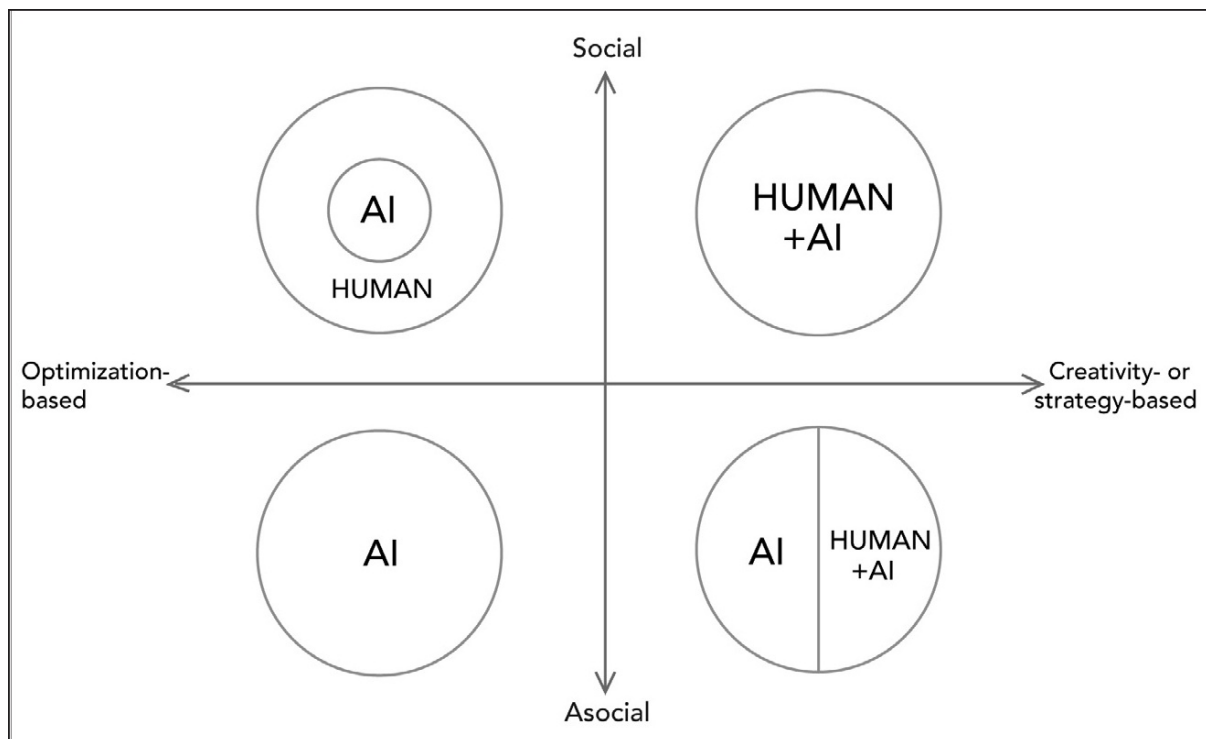 Social
AI
HUMAN
HUMAN
+AI
Optimization-
based
Creativity- or
strategy-based
AI
AI
HUMAN
+AI
Asocial